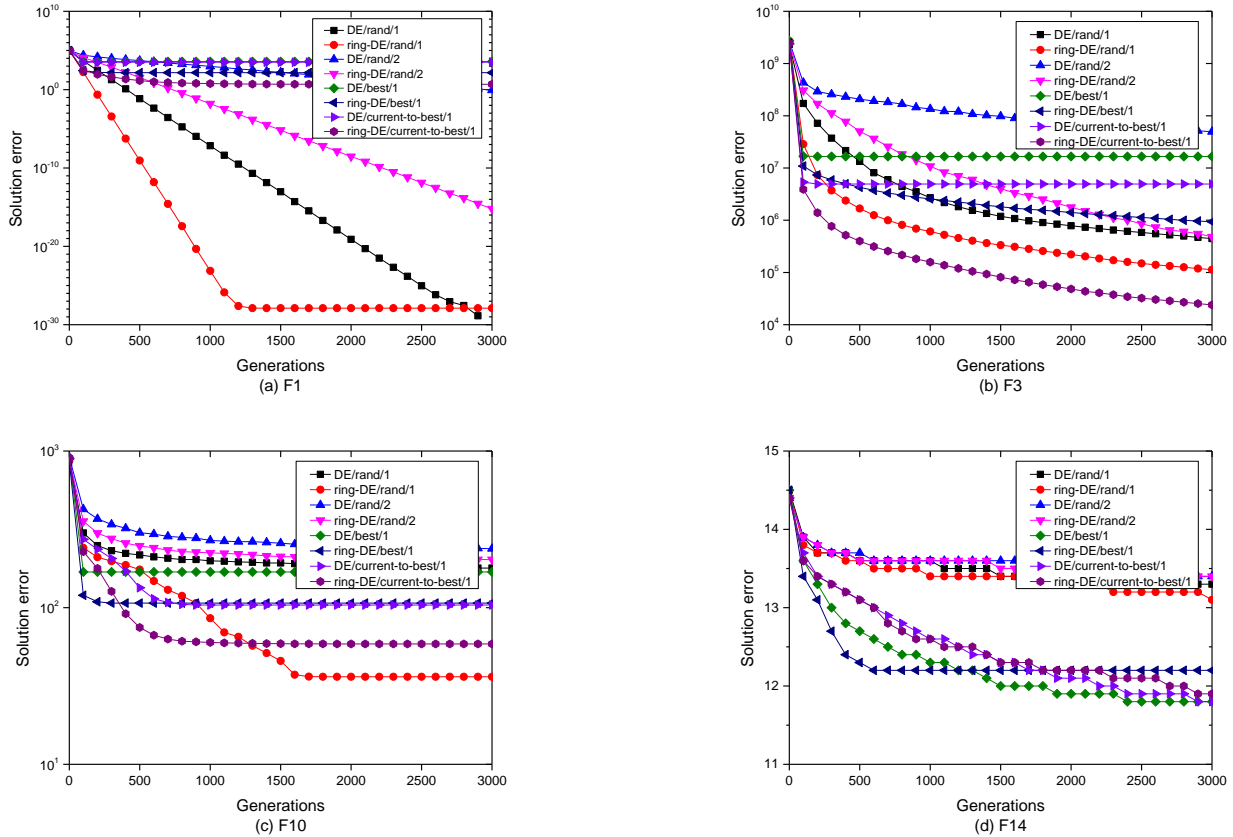 10^10
10^0
10^-10
10^-20
10^-30
Solution error
DE/rand/1
ring-DE/rand/1
DE/rand/2
ring-DE/rand/2
DE/best/1
ring-DE/best/1
DE/current-to-best/1
ring-DE/current-to-best/1
0 500 1000 1500 2000 2500 3000
Generations
(a) F1
10^10
10^9
10^8
10^7
10^6
10^5
10^4
Solution error
DE/rand/1
ring-DE/rand/1
DE/rand/2
ring-DE/rand/2
DE/best/1
ring-DE/best/1
DE/current-to-best/1
ring-DE/current-to-best/1
0 500 1000 1500 2000 2500 3000
Generations
(b) F3
10^3
10^2
10^1
Solution error
DE/rand/1
ring-DE/rand/1
DE/rand/2
ring-DE/rand/2
DE/best/1
ring-DE/best/1
DE/current-to-best/1
ring-DE/current-to-best/1
0 500 1000 1500 2000 2500 3000
Generations
(c) F10
15
14
13
12
11
Solution error
DE/rand/1
ring-DE/rand/1
DE/rand/2
ring-DE/rand/2
DE/best/1
ring-DE/best/1
DE/current-to-best/1
ring-DE/current-to-best/1
0 500 1000 1500 2000 2500 3000
Generations
(d) F14